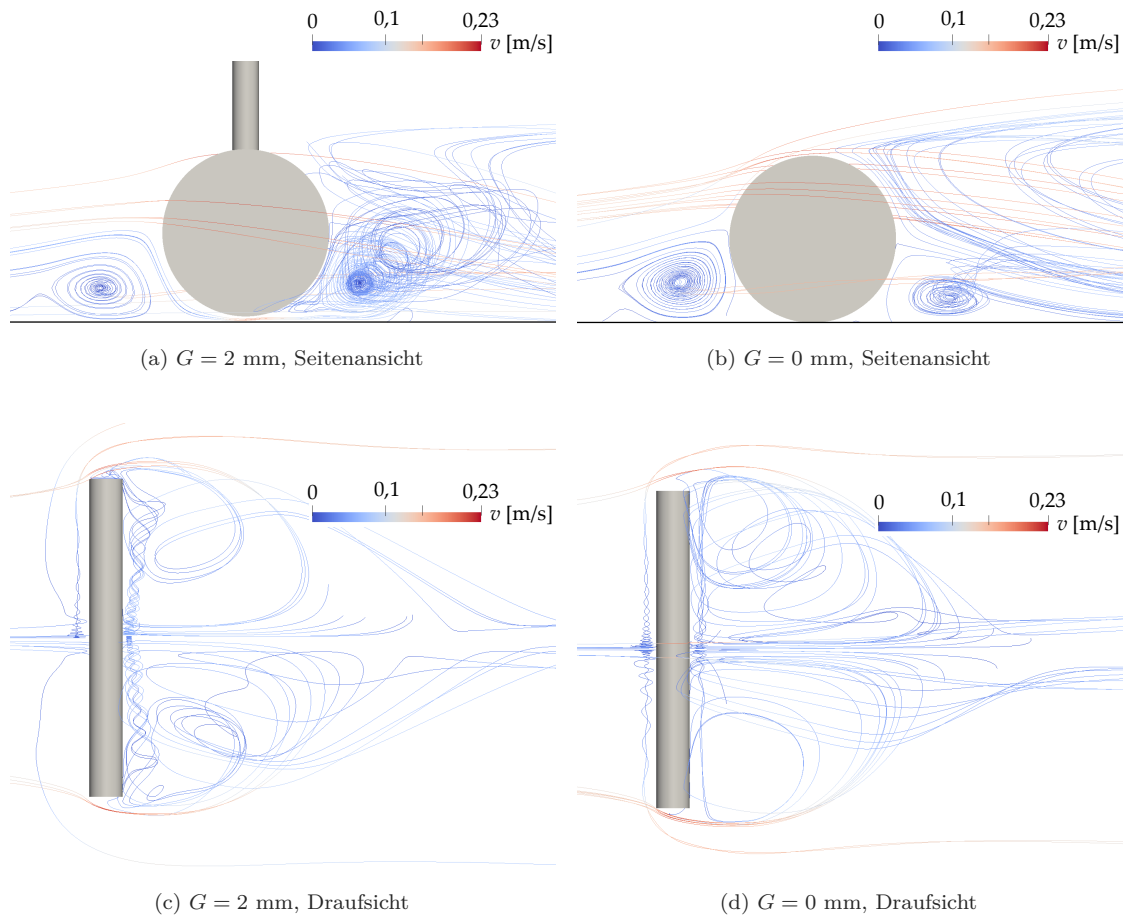 0 0,1 0,23
v [m/s]
0 0,1 0,23
v [m/s]
(a) G = 2 mm, Seitenansicht
(b) G = 0 mm, Seitenansicht
0 0,1 0,23
v [m/s]
0 0,1 0,23
v [m/s]
(c) G = 2 mm, Draufsicht
(d) G = 0 mm, Draufsicht